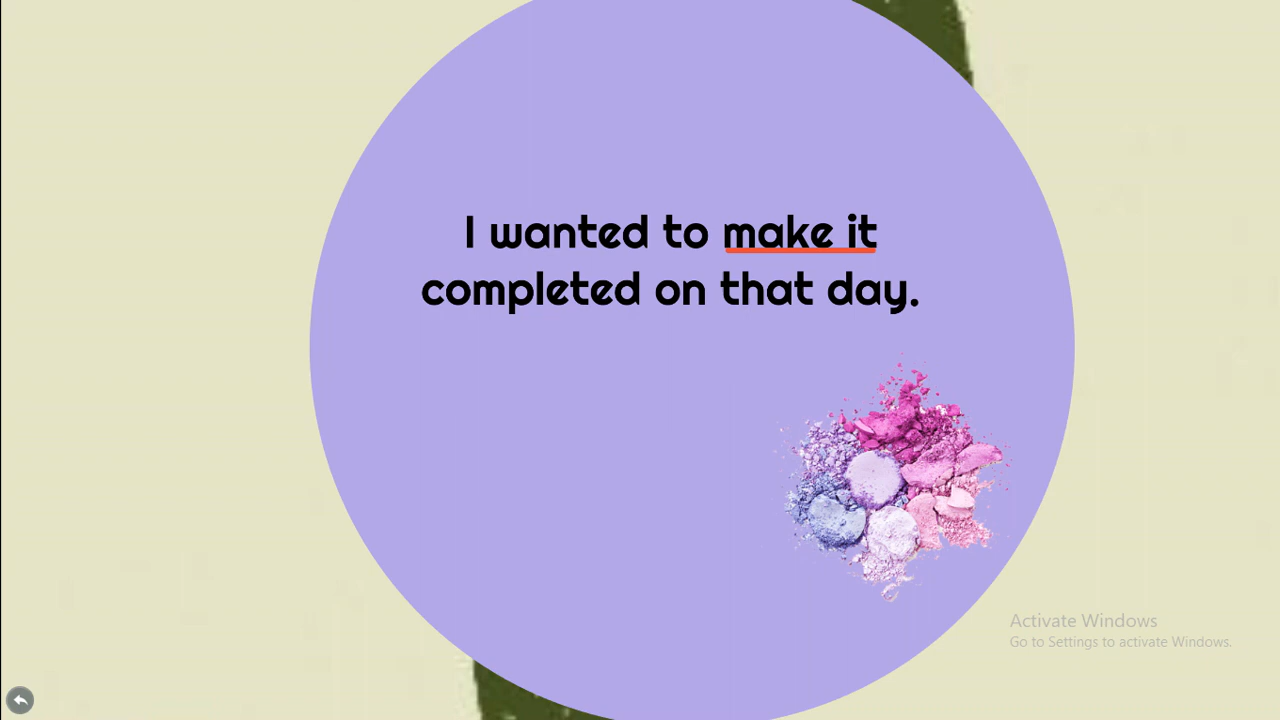 I wanted to make it
completed on that day.
Activate Windows
Go to Settings to activate Windows.